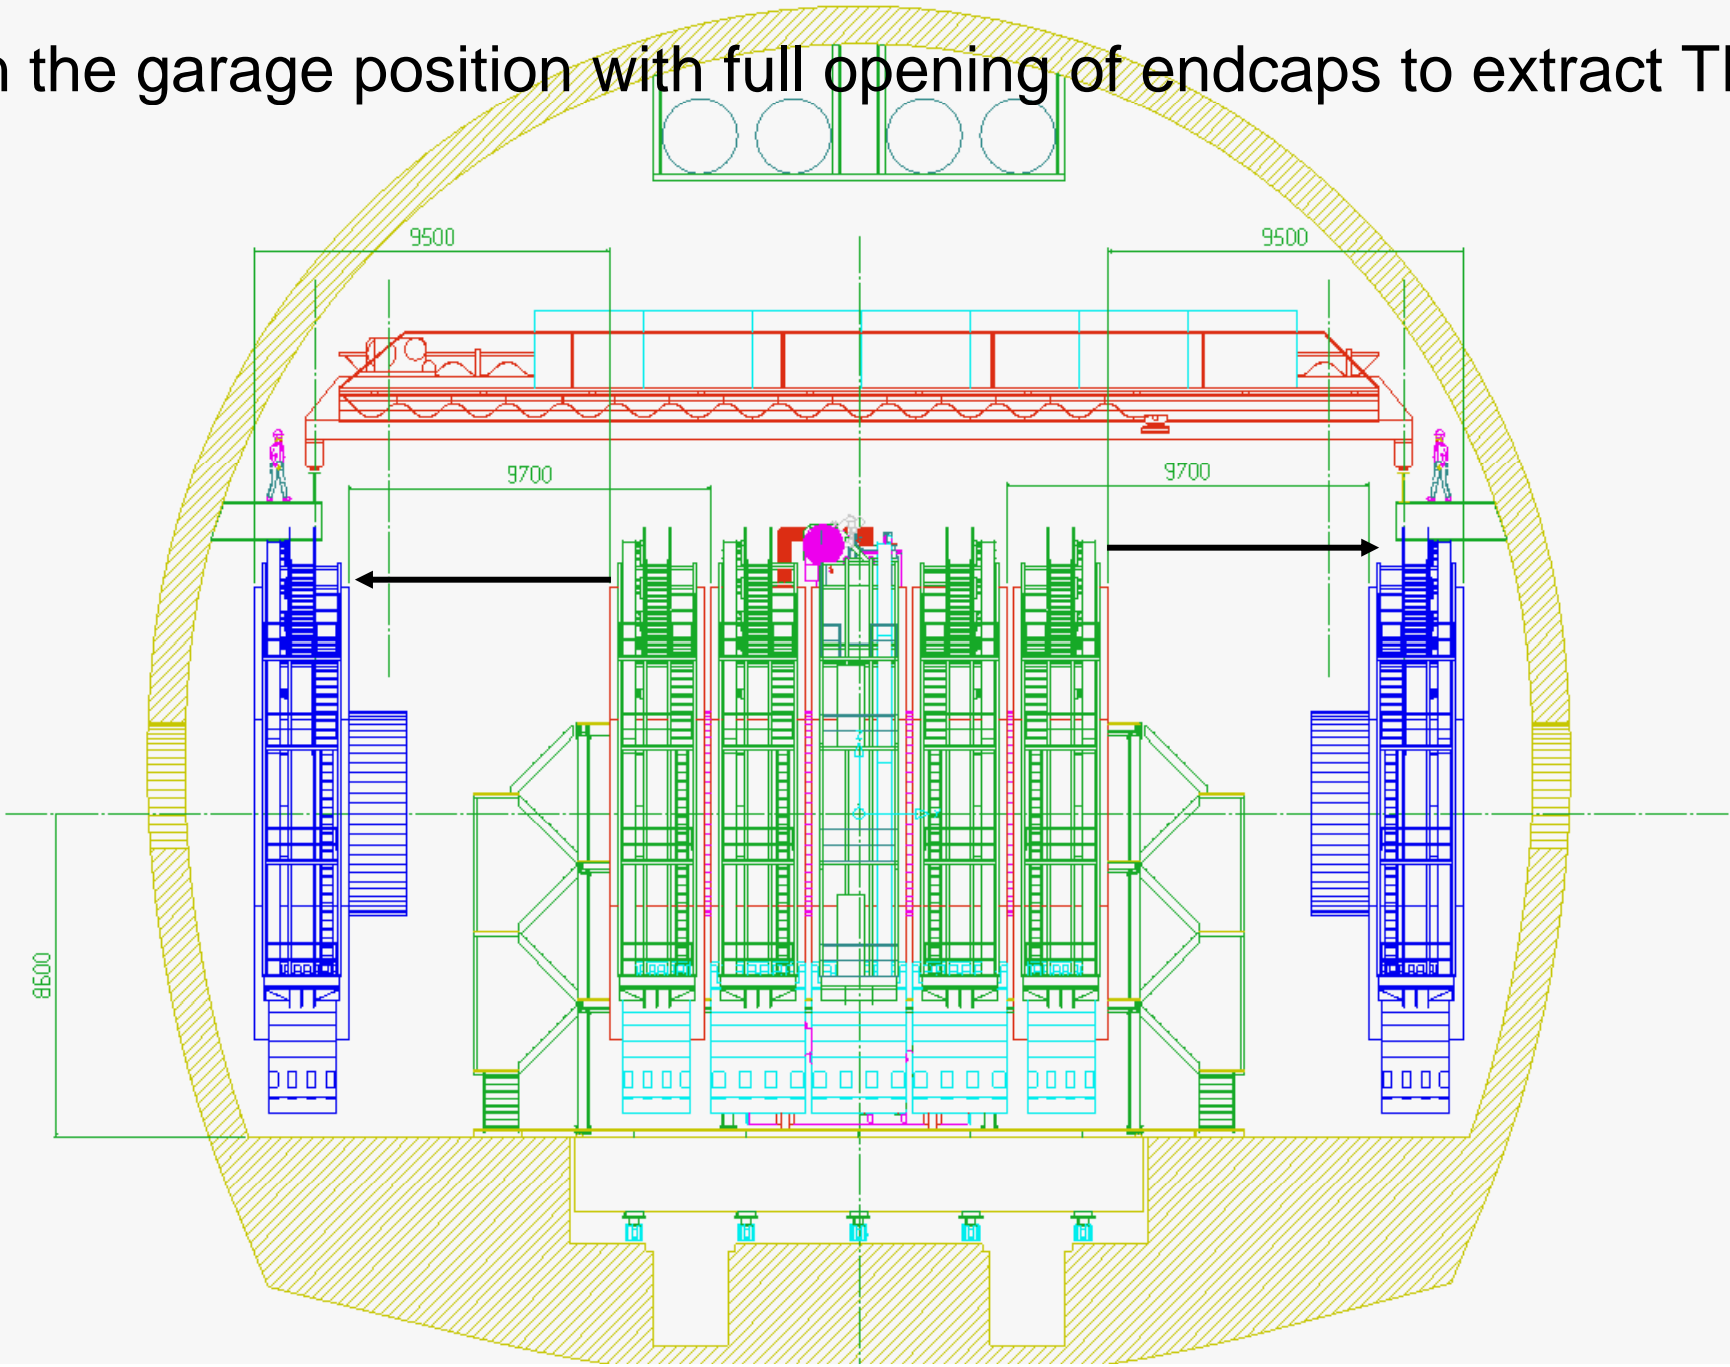 n the garage position with full opening of endcaps to extract
9500 9500
9700 9700
8600